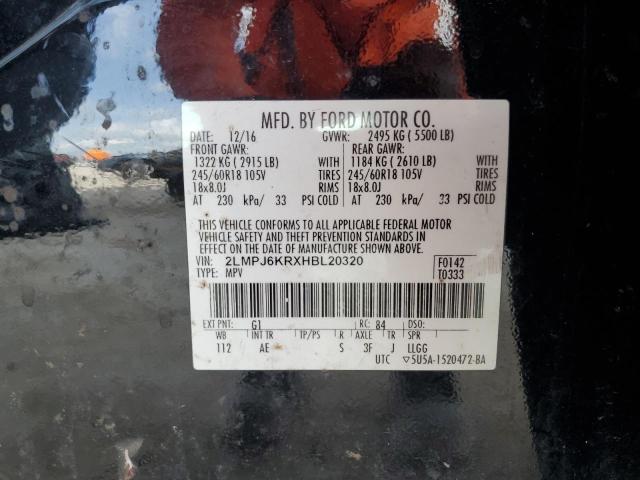 MFD. BY FORD MOTOR CO.
DATE: 12/16 GVWR: 2495 KG ( 5500 LB)
FRONT GAWR: REAR GAWR:
1322 KG ( 2915 LB) WITH 1184 KG ( 2610 LB) WITH
245/60R18 105V TIRES 245/60R18 105V TIRES
18x8.0J RIMS 18x8.0J RIMS
AT 230 kPa/ 33 PSI COLD AT 230 kPa/ 33 PSI COLD
THIS VEHICLE CONFORMS TO ALL APPLICABLE FEDERAL MOTOR
VEHICLE SAFETY AND THEFT PREVENTION STANDARDS IN
EFFECT ON THE DATE OF MANUFACTURE SHOWN ABOVE.
VIN: 2LMPJ6KRXHBL20320 F0142
TYPE: MPV T0333
EXT PNT: G1 RC: 84 DSO:
WB INT TR TP/PS R AXLE TR SPR
112 AE S 3F J LLGG
UTC ▽5U5A-1520472-BA